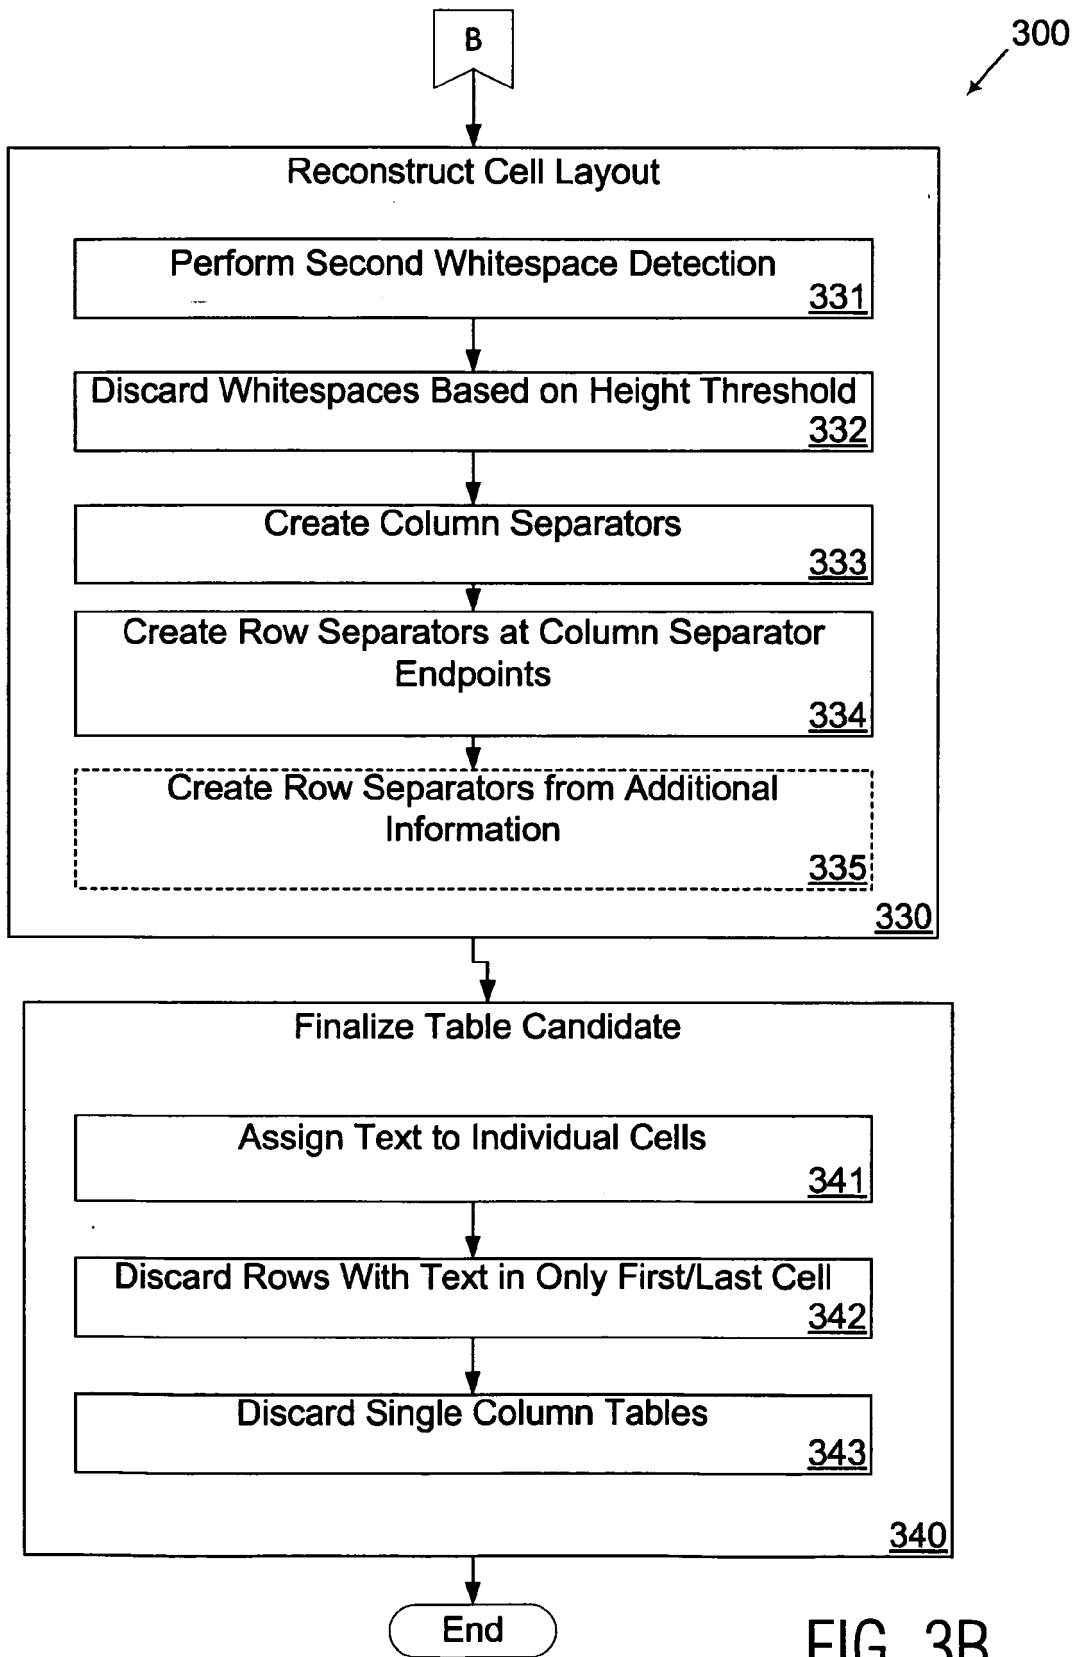 B
300
Reconstruct Cell Layout
Perform Second Whitespace Detection
331
Discard Whitespaces Based on Height Threshold
332
Create Column Separators
333
Create Row Separators at Column Separator
Endpoints
334
Create Row Separators from Additional
Information
335
330
Finalize Table Candidate
Assign Text to Individual Cells
341
Discard Rows With Text in Only First/Last Cell
342
Discard Single Column Tables
343
340
End
FIG. 3B